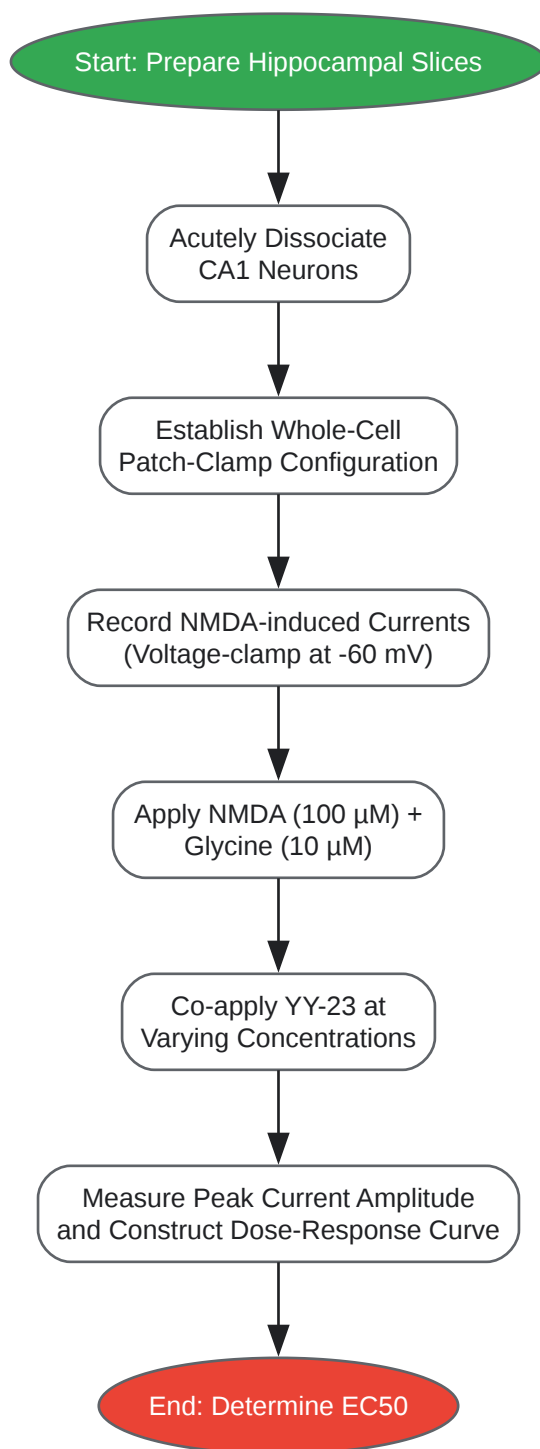 Start: Prepare Hippocampal Slices
Acutely Dissociate
CA1 Neurons
Establish Whole-Cell
Patch-Clamp Configuration
Record NMDA-induced Currents
(Voltage-clamp at -60 mV)
Apply NMDA (100 µM) +
Glycine (10 µM)
Co-apply YY-23 at
Varying Concentrations
Measure Peak Current Amplitude
and Construct Dose-Response Curve
End: Determine EC50